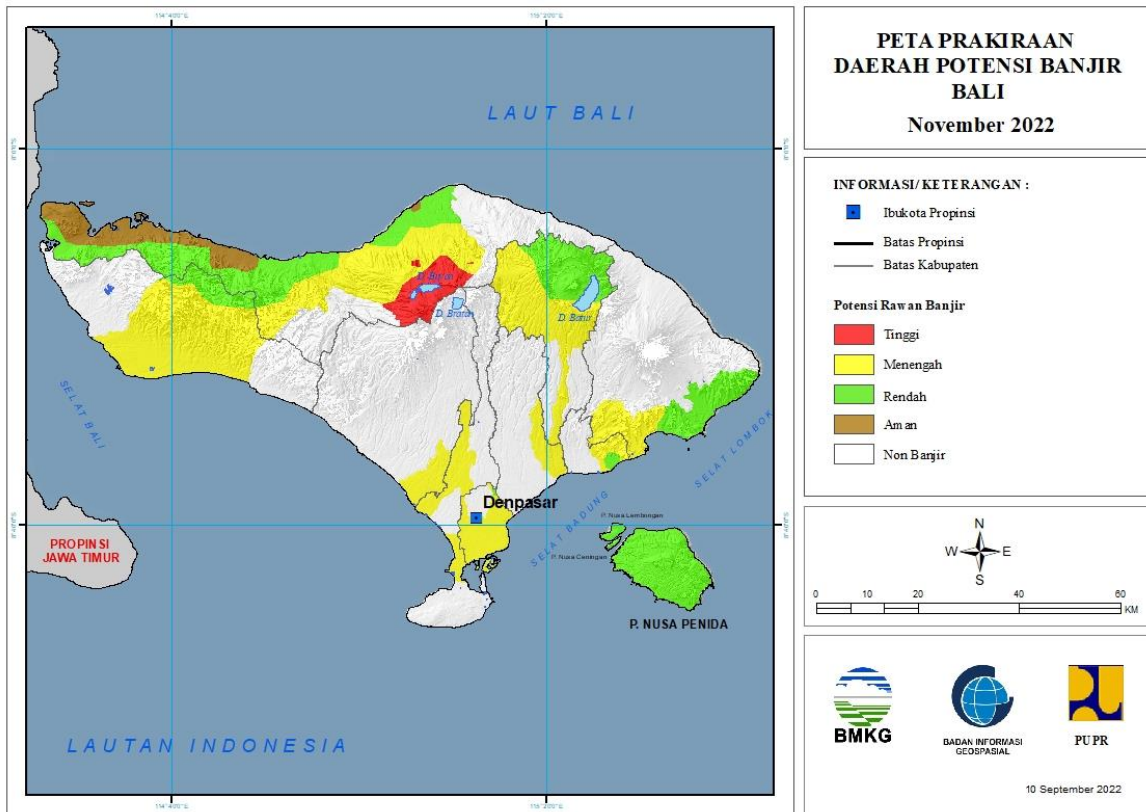 PETA PRAKIRAAN
DAERAH POTENSI BANJIR
BALI
November 2022
INFORMASI/ KETERANGAN :
Ibukota Propinsi
Batas Propinsi
Batas Kabupaten
Potensi Rawan Banjir
Tinggi
Menengah
Rendah
Aman
Non Banjir
N
W E
S
0 10 20 40 60
KM
BMKG
BADAN INFORMASI
GEOSPASIAL
PUPR
10 September 2022
LAUT BALI
D. Buyan
D. Bratan
D. Batur
SELAT BALI
SELAT LOMBOK
SELAT BADUNG
Denpasar
P. Nusa Lembongan
P. Nusa Ceningan
P. NUSA PENIDA
PROPINSI
JAWA TIMUR
LAUTAN INDONESIA